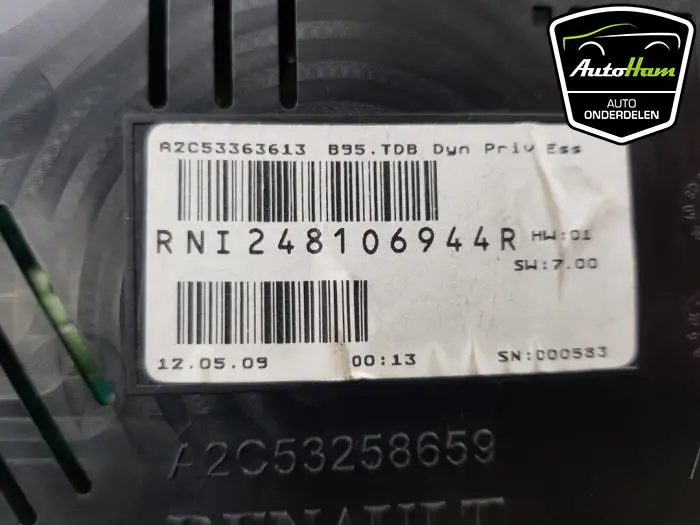 AutoHam
AUTO
ONDERDELEN
A2C53363613 B95.TDB Dyn Priv Ess
RNI248106944R HW:01
SW:7.00
12.05.09 00:13 SN:000583
A2C53258659
RENAULT